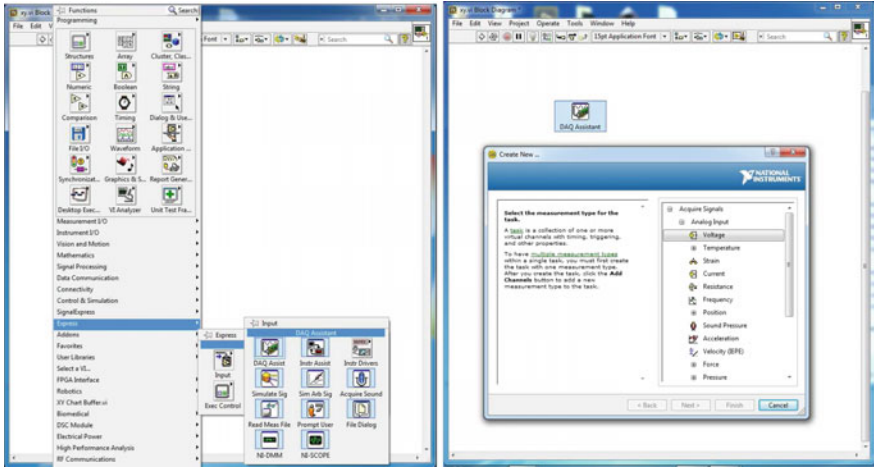 Functions
Search
Programming
Structures
Array
Cluster, Clas...
Numeric
Boolean
String
Comparison
Timing
Dialog & Use...
File I/O
Waveform
Application ...
Synchronizat...
Graphics & S...
Report Gener...
Desktop Exec...
VI Analyzer
Unit Test Fra...
Measurement I/O
Instrument I/O
Vision and Motion
Mathematics
Signal Processing
Data Communication
Connectivity
Control & Simulation
SignalExpress
Express
Addons
Favorites
User Libraries
Select a VI...
FPGA Interface
Robotics
XY Chart Buffer.vi
Biomedical
DSC Module
Electrical Power
High Performance Analysis
RF Communications
File Edit V
Font
Search
Express
Input
Exec Control
Input
DAQ Assistant
DAQ Assist
Instr Assist
Instr Drivers
Simulate Sig
Sim Arb Sig
Acquire Sound
Read Meas File
Prompt User
File Dialog
NI-DMM
NI-SCOPE
xy.vi Block Diagram *
File Edit View Project Operate Tools Window Help
15pt Application Font
Search
DAQ Assistant
Create New ...
NATIONAL
INSTRUMENTS
Select the measurement type for the
task.
A task is a collection of one or more
virtual channels with timing, triggering,
and other properties.
To have multiple measurement types
within a single task, you must first create
the task with one measurement type.
After you create the task, click the Add
Channels button to add a new
measurement type to the task.
Acquire Signals
Analog Input
Voltage
Temperature
Strain
Current
Resistance
Frequency
Position
Sound Pressure
Acceleration
Velocity (IEPE)
Force
Pressure
< Back
Next >
Finish
Cancel